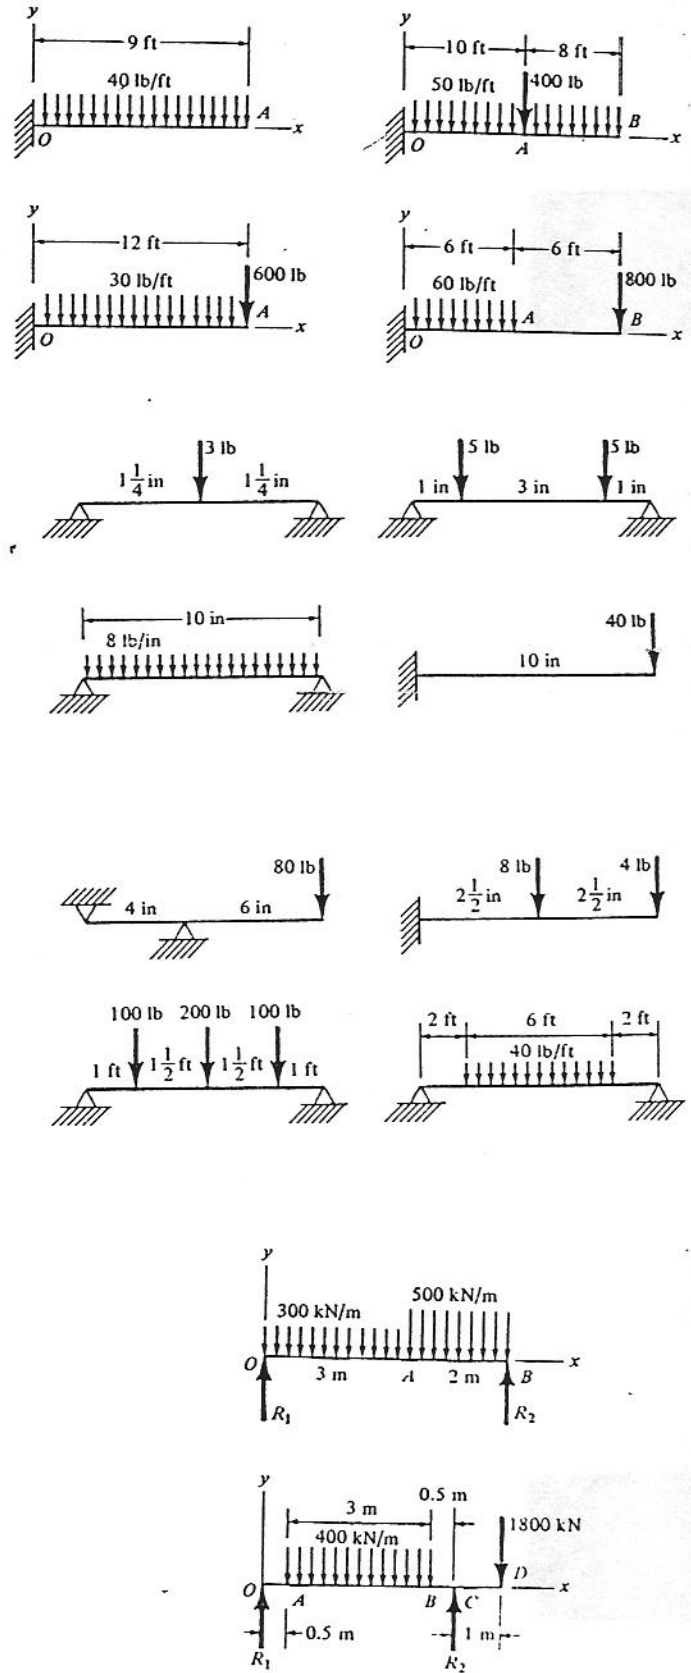 y
9 ft
40 lb/ft
A
x
O
y
10 ft 8 ft
50 lb/ft 400 lb
B
x
O A
y
12 ft
30 lb/ft 600 lb
A
x
O
y
6 ft 6 ft
60 lb/ft 800 lb
A B
x
O
3 lb
1 1/4 in 1 1/4 in
5 lb 5 lb
1 in 3 in 1 in
10 in
8 lb/in
40 lb
10 in
80 lb
4 in 6 in
8 lb 4 lb
2 1/2 in 2 1/2 in
100 lb 200 lb 100 lb
1 ft 1 1/2 ft 1 1/2 ft 1 ft
2 ft 6 ft 2 ft
40 lb/ft
y
300 kN/m 500 kN/m
O 3 m A 2 m B x
R1 R2
y
3 m 0.5 m
400 kN/m 1800 kN
O A B C D x
0.5 m 1 m
R1 R2